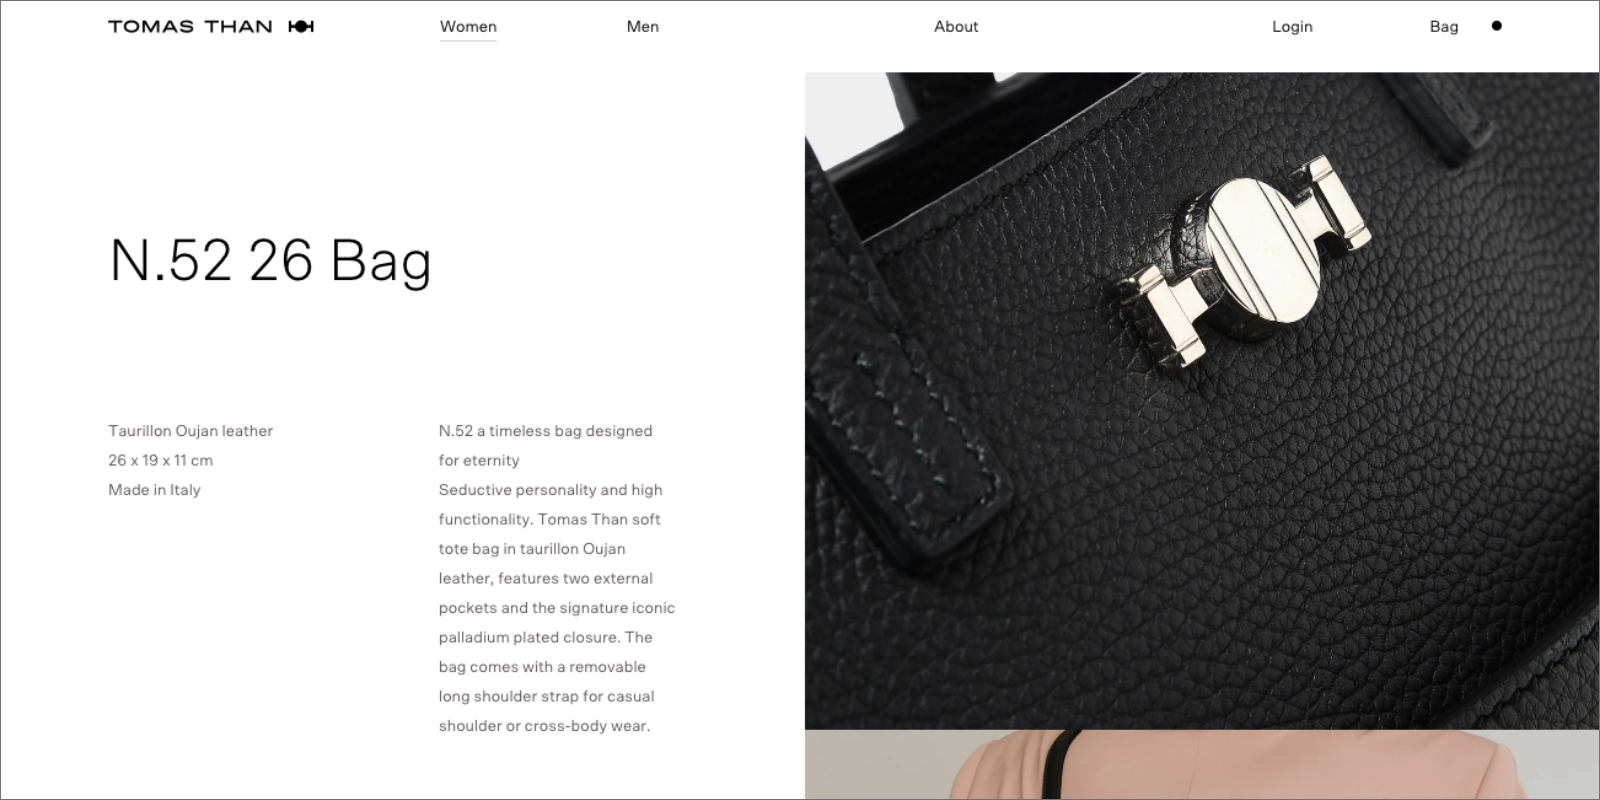 TOMAS THAN
Women
Men
About
Login
Bag
N.52 26 Bag
Taurillon Oujan leather
26 x 19 x 11 cm
Made in Italy
N.52 a timeless bag designed
for eternity
Seductive personality and high
functionality. Tomas Than soft
tote bag in taurillon Oujan
leather, features two external
pockets and the signature iconic
palladium plated closure. The
bag comes with a removable
long shoulder strap for casual
shoulder or cross-body wear.